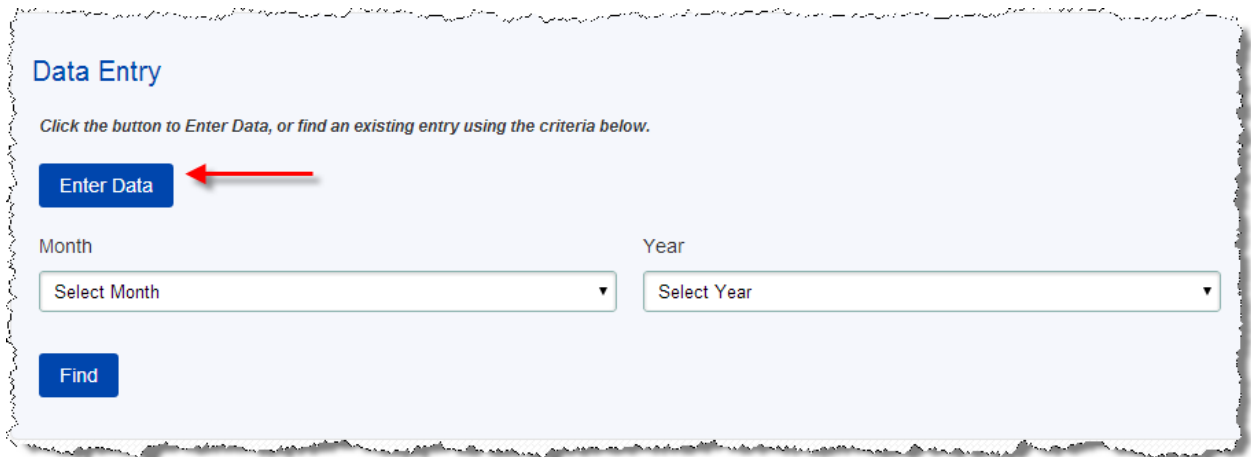 Data Entry
Click the button to Enter Data, or find an existing entry using the criteria below.
Enter Data
Month
Year
Select Month
Select Year
Find